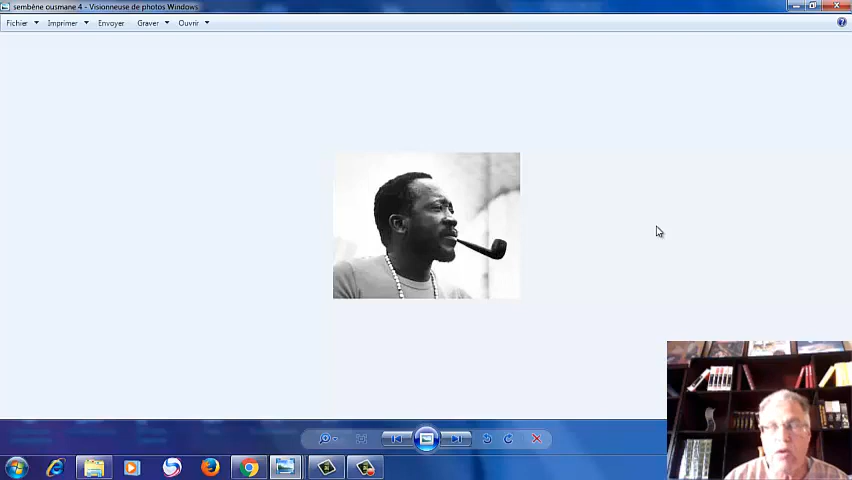 sembène ousmane 4 - Visionneuse de photos Windows
Fichier Imprimer Envoyer Graver Ouvrir